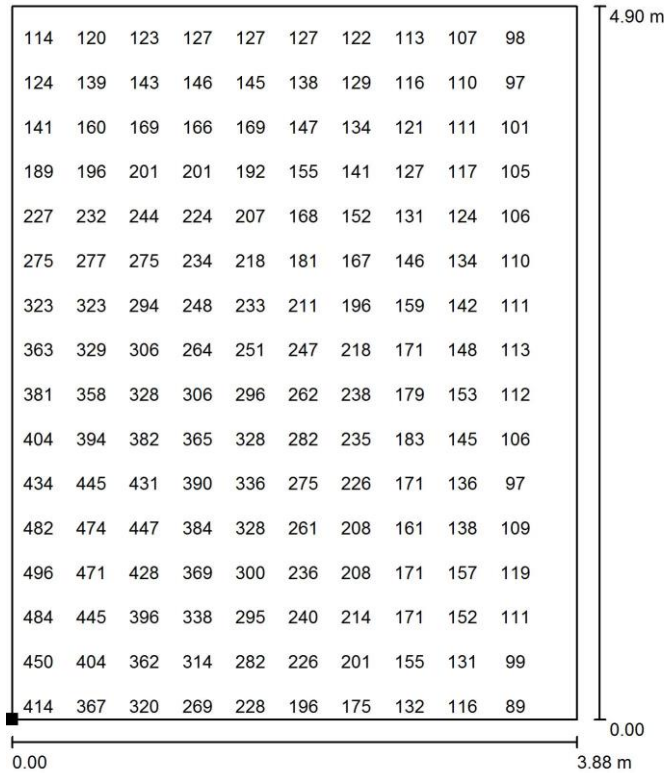 4.90 m
114 120 123 127 127 127 122 113 107 98
124 139 143 146 145 138 129 116 110 97
141 160 169 166 169 147 134 121 111 101
189 196 201 201 192 155 141 127 117 105
227 232 244 224 207 168 152 131 124 106
275 277 275 234 218 181 167 146 134 110
323 323 294 248 233 211 196 159 142 111
363 329 306 264 251 247 218 171 148 113
381 358 328 306 296 262 238 179 153 112
404 394 382 365 328 282 235 183 145 106
434 445 431 390 336 275 226 171 136 97
482 474 447 384 328 261 208 161 138 109
496 471 428 369 300 236 208 171 157 119
484 445 396 338 295 240 214 171 152 111
450 404 362 314 282 226 201 155 131 99
414 367 320 269 228 196 175 132 116 89
0.00
0.00 3.88 m